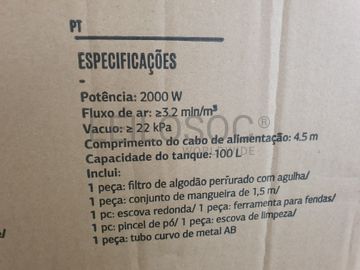 PT
ESPECIFICAÇÕES
-
Potência: 2000 W
Fluxo de ar: ≥3.2 mln/m³
Vacuo: ≥ 22 kPa
Comprimento do cabo de alimentação: 4.5 m
Capacidade do tanque: 100 L
Inclui:
1 peça: filtro de algodão perfurado com agulha/
1 peça: conjunto de mangueira de 1,5 m/
1 pc: escova redonda/ 1 peça: ferramenta para fendas/
1 pc: pincel de pó/ 1 peça: escova de limpeza/
1 peça: tubo curvo de metal AB